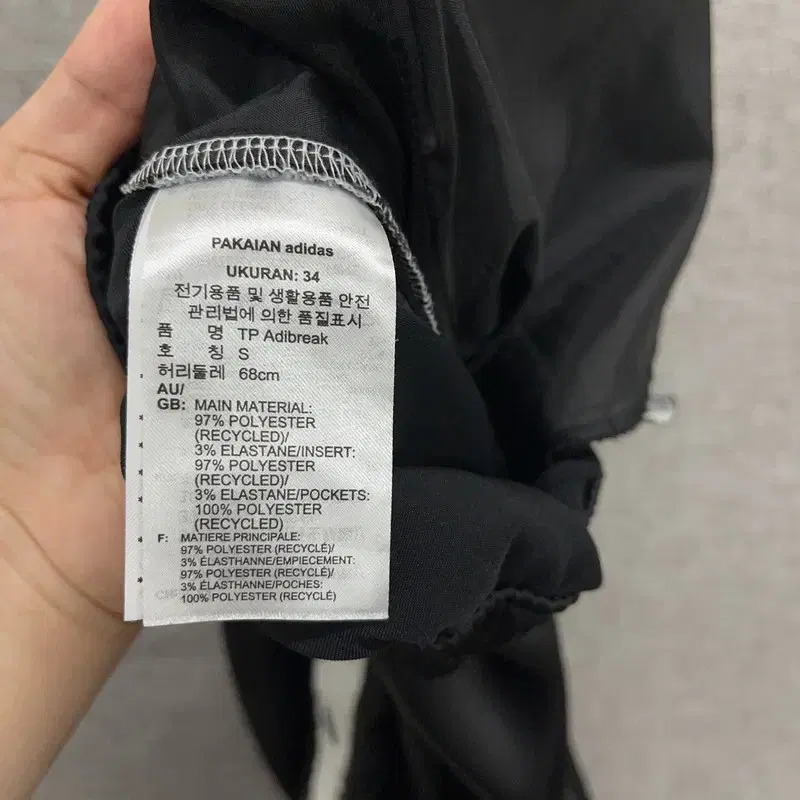 PAKAIAN adidas
UKURAN: 34
전기용품 및 생활용품 안전
관리법에 의한 품질표시
품 명 TP Adibreak
호 칭 S
허리둘레 68cm
AU/
GB: MAIN MATERIAL:
97% POLYESTER
(RECYCLED)/
3% ELASTANE/INSERT:
97% POLYESTER
(RECYCLED)/
3% ELASTANE/POCKETS:
100% POLYESTER
(RECYCLED)
F: MATIERE PRINCIPALE:
97% POLYESTER (RECYCLÉ)/
3% ÉLASTHANNE/EMPIECEMENT:
97% POLYESTER (RECYCLÉ)/
3% ÉLASTHANNE/POCHES:
100% POLYESTER (RECYCLÉ)